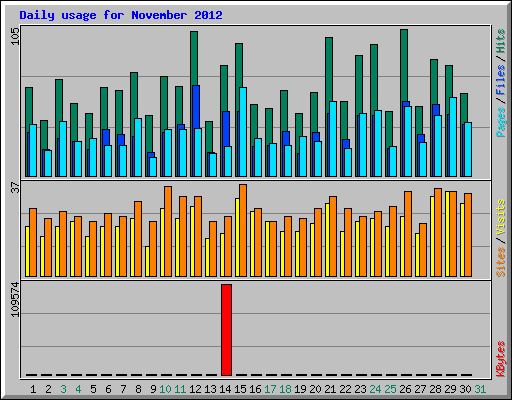 Daily usage for November 2012
105
Pages / Files / Hits
37
Sites / Visits
109574
KBytes
1 2 3 4 5 6 7 8 9 10 11 12 13 14 15 16 17 18 19 20 21 22 23 24 25 26 27 28 29 30 31